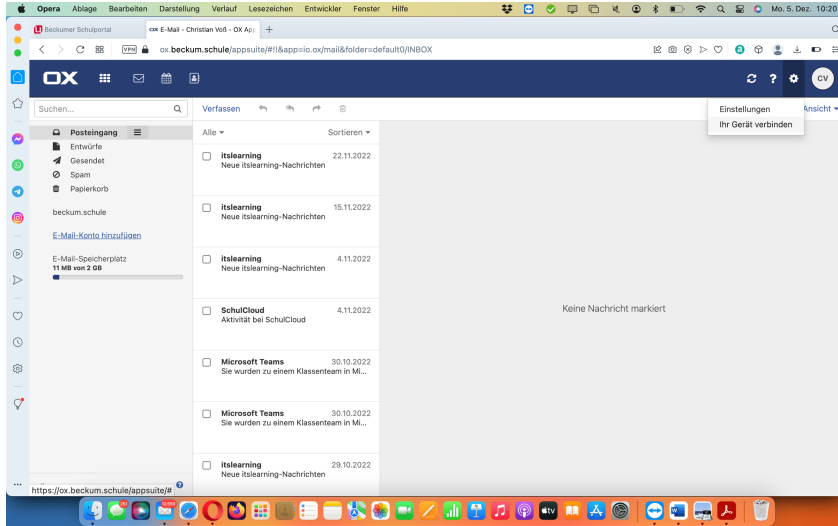 Opera Ablage Bearbeiten Darstellung Verlauf Lesezeichen Entwickler Fenster Hilfe Mo. 5. Dez. 10:20
Beckumer Schulportal
ox E-Mail - Christian Voß - OX App
VPN ox.beckum.schule/appsuite/#!!&app=io.ox/mail&folder=default0/INBOX
OX
? CV
Suchen...
Verfassen
Einstellungen
Ansicht
Ihr Gerät verbinden
Posteingang
Entwürfe
Gesendet
Spam
Papierkorb
beckum.schule
E-Mail-Konto hinzufügen
E-Mail-Speicherplatz
11 MB von 2 GB
Alle Sortieren
itslearning 22.11.2022
Neue itslearning-Nachrichten
itslearning 15.11.2022
Neue itslearning-Nachrichten
itslearning 4.11.2022
Neue itslearning-Nachrichten
SchulCloud 4.11.2022
Aktivität bei SchulCloud
Microsoft Teams 30.10.2022
Sie wurden zu einem Klassenteam in Mi...
Microsoft Teams 30.10.2022
Sie wurden zu einem Klassenteam in Mi...
itslearning 29.10.2022
Neue itslearning-Nachrichten
Keine Nachricht markiert
https://ox.beckum.schule/appsuite/#
tv